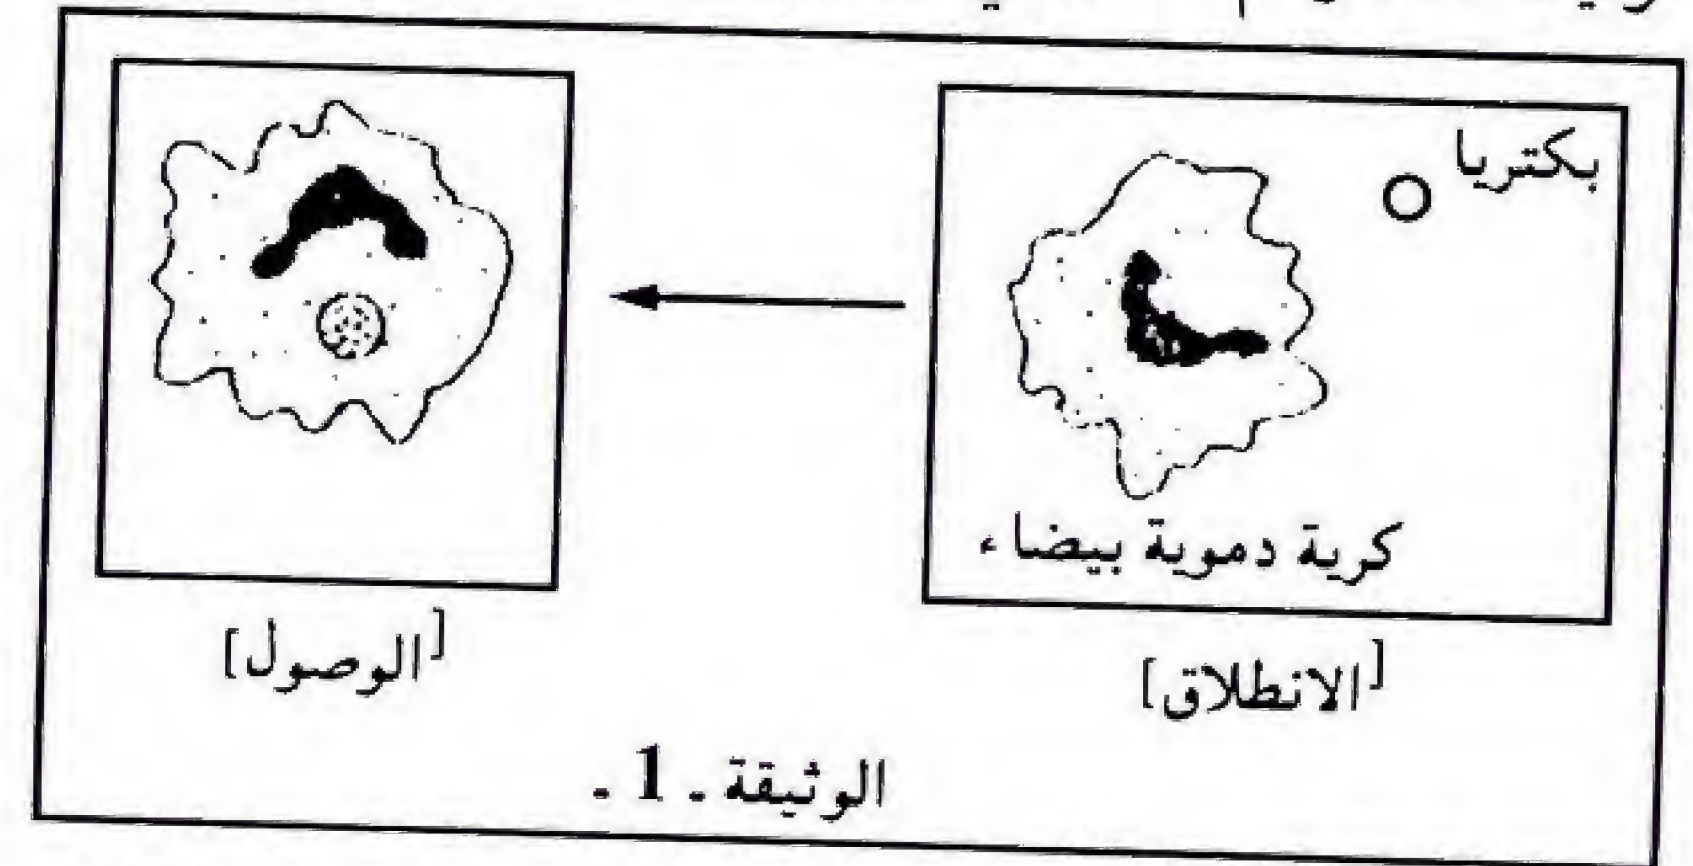 بكتريا
كرية دموية بيضاء
[الانطلاق]
[الوصول]
الوثيقة - 1 -